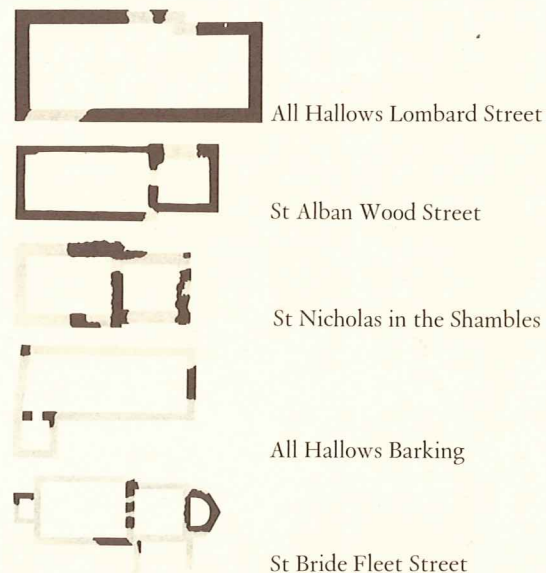 All Hallows Lombard Street
St Alban Wood Street
St Nicholas in the Shambles
All Hallows Barking
St Bride Fleet Street